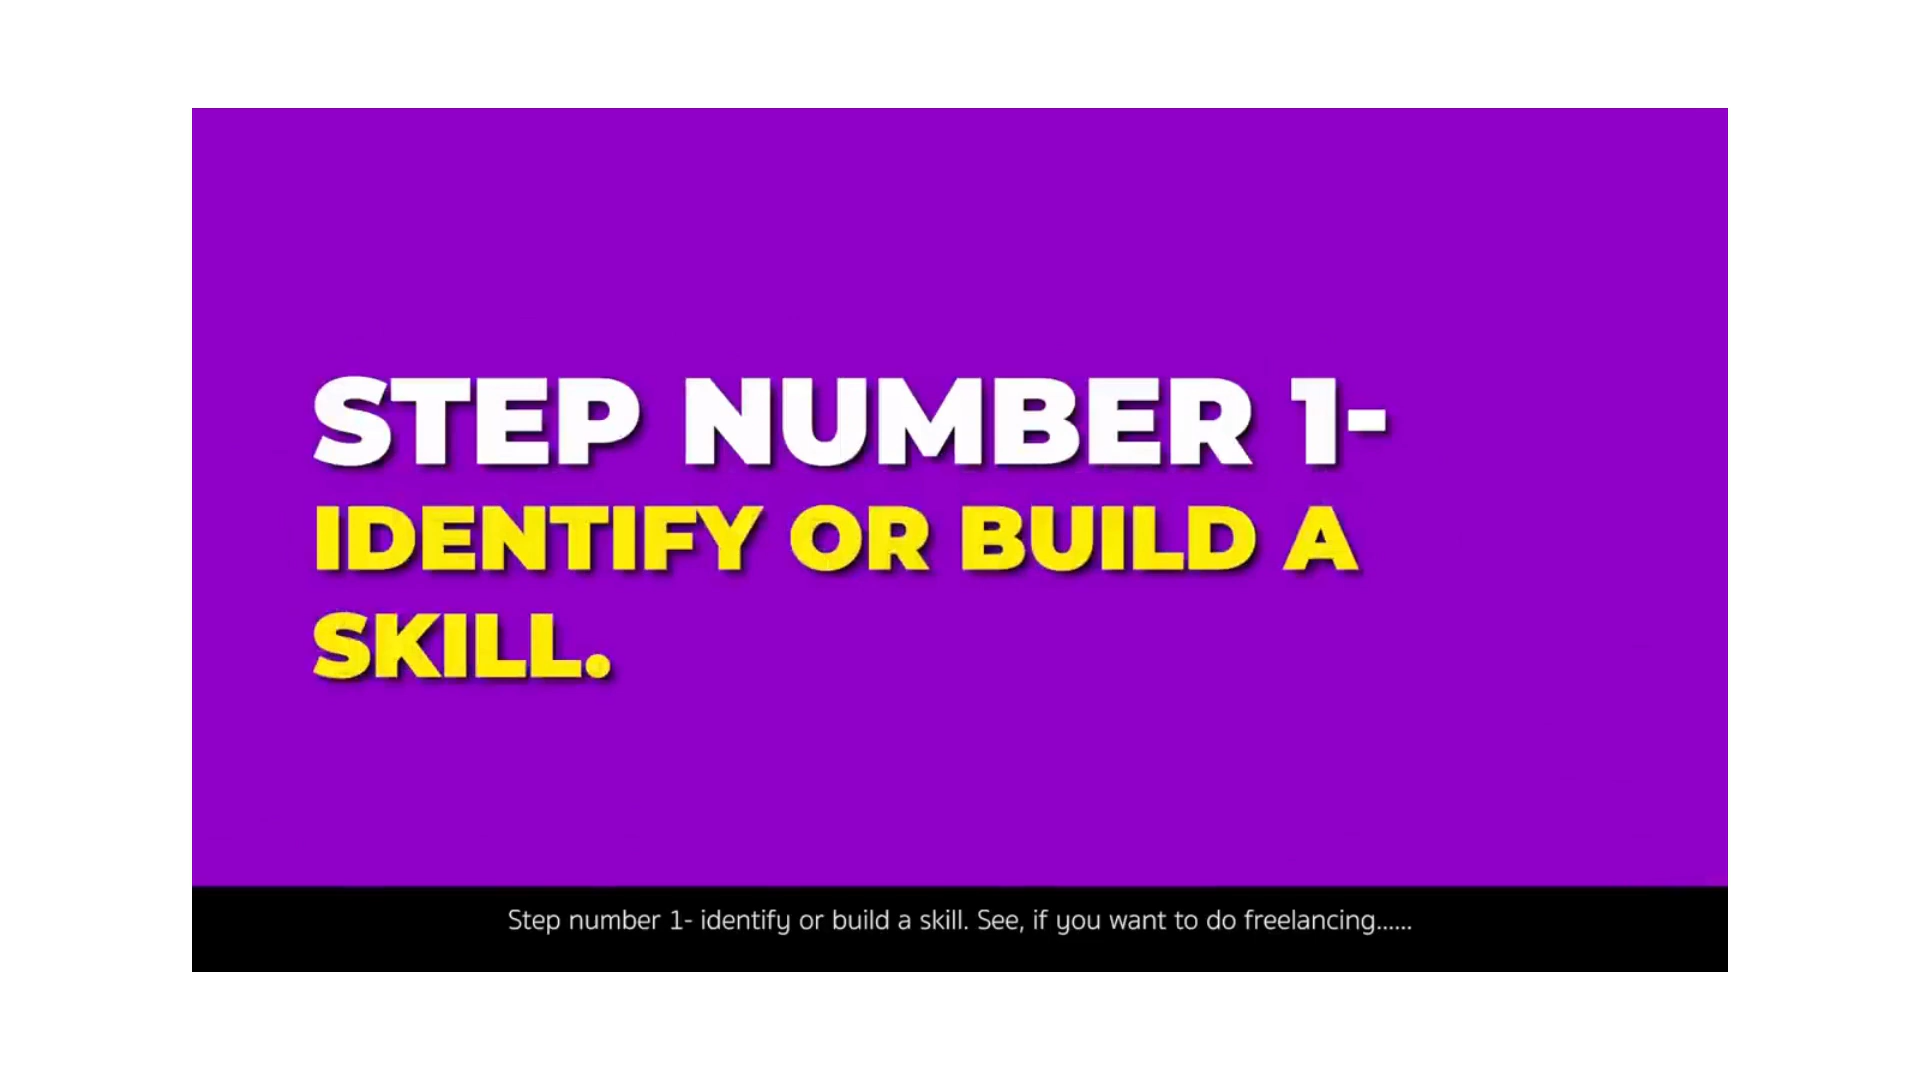 STEP NUMBER 1-
IDENTIFY OR BUILD A
SKILL.
Step number 1- identify or build a skill. See, if you want to do freelancing......